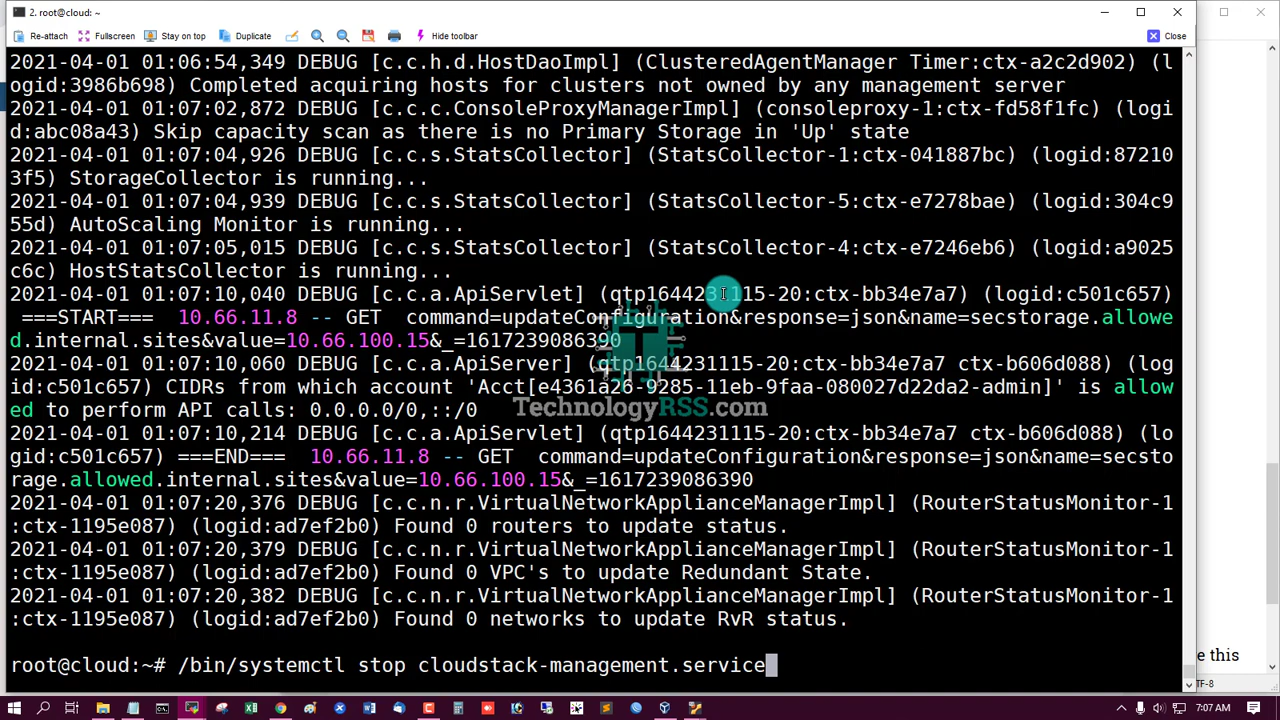 2. root@cloud: ~
Re-attach Fullscreen Stay on top Duplicate Hide toolbar Close
2021-04-01 01:06:54,349 DEBUG [c.c.h.d.HostDaoImpl] (ClusteredAgentManager Timer:ctx-a2c2d902) (l
ogid:3986b698) Completed acquiring hosts for clusters not owned by any management server
2021-04-01 01:07:02,872 DEBUG [c.c.c.ConsoleProxyManagerImpl] (consoleproxy-1:ctx-fd58f1fc) (logi
d:abc08a43) Skip capacity scan as there is no Primary Storage in 'Up' state
2021-04-01 01:07:04,926 DEBUG [c.c.s.StatsCollector] (StatsCollector-1:ctx-041887bc) (logid:87210
3f5) StorageCollector is running...
2021-04-01 01:07:04,939 DEBUG [c.c.s.StatsCollector] (StatsCollector-5:ctx-e7278bae) (logid:304c9
55d) AutoScaling Monitor is running...
2021-04-01 01:07:05,015 DEBUG [c.c.s.StatsCollector] (StatsCollector-4:ctx-e7246eb6) (logid:a9025
c6c) HostStatsCollector is running...
2021-04-01 01:07:10,040 DEBUG [c.c.a.ApiServlet] (qtp1644231115-20:ctx-bb34e7a7) (logid:c501c657)
===START=== 10.66.11.8 -- GET command=updateConfiguration&response=json&name=secstorage.allowe
d.internal.sites&value=10.66.100.15&_=1617239086390
2021-04-01 01:07:10,060 DEBUG [c.c.a.ApiServer] (qtp1644231115-20:ctx-bb34e7a7 ctx-b606d088) (log
id:c501c657) CIDRs from which account 'Acct[e4361a26-9285-11eb-9faa-080027d22da2-admin]' is allow
ed to perform API calls: 0.0.0.0/0,::/0
TechnologyRSS.com
2021-04-01 01:07:10,214 DEBUG [c.c.a.ApiServlet] (qtp1644231115-20:ctx-bb34e7a7 ctx-b606d088) (lo
gid:c501c657) ===END=== 10.66.11.8 -- GET command=updateConfiguration&response=json&name=secsto
rage.allowed.internal.sites&value=10.66.100.15&_=1617239086390
2021-04-01 01:07:20,376 DEBUG [c.c.n.r.VirtualNetworkApplianceManagerImpl] (RouterStatusMonitor-1
:ctx-1195e087) (logid:ad7ef2b0) Found 0 routers to update status.
2021-04-01 01:07:20,379 DEBUG [c.c.n.r.VirtualNetworkApplianceManagerImpl] (RouterStatusMonitor-1
:ctx-1195e087) (logid:ad7ef2b0) Found 0 VPC's to update Redundant State.
2021-04-01 01:07:20,382 DEBUG [c.c.n.r.VirtualNetworkApplianceManagerImpl] (RouterStatusMonitor-1
:ctx-1195e087) (logid:ad7ef2b0) Found 0 networks to update RvR status.
root@cloud:~# /bin/systemctl stop cloudstack-management.service
e this
TF-8
7:07 AM